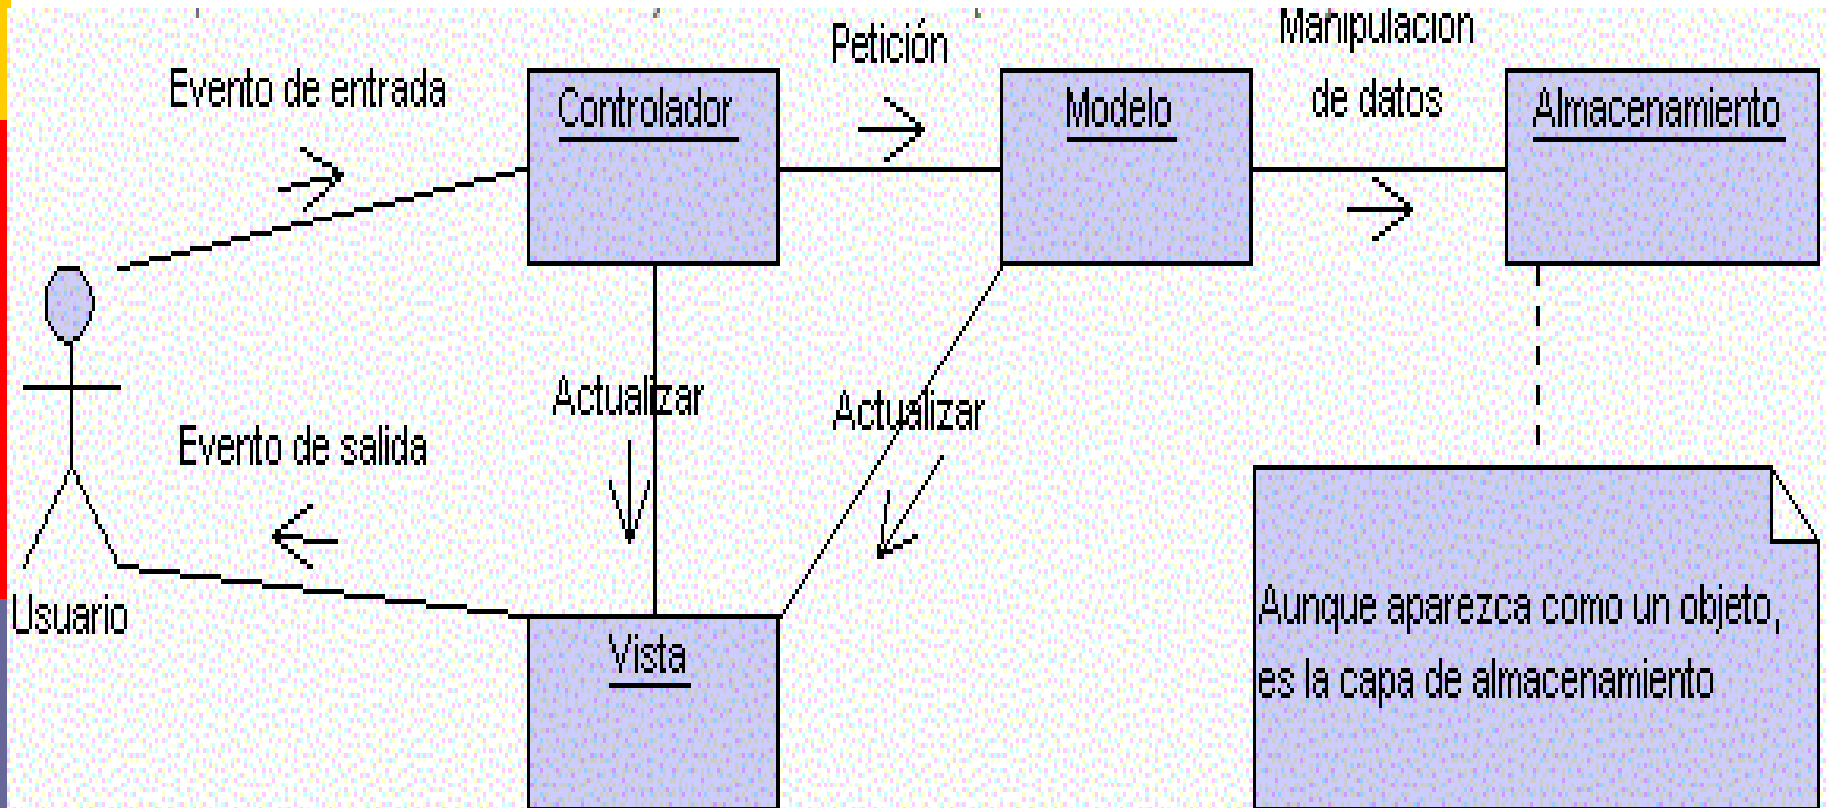 Manipulacion
de datos
Petición
Evento de entrada
Controlador
Modelo
Almacenamiento
Actualizar
Actualizar
Evento de salida
Usuario
Vista
Aunque aparezca como un objeto,
es la capa de almacenamiento